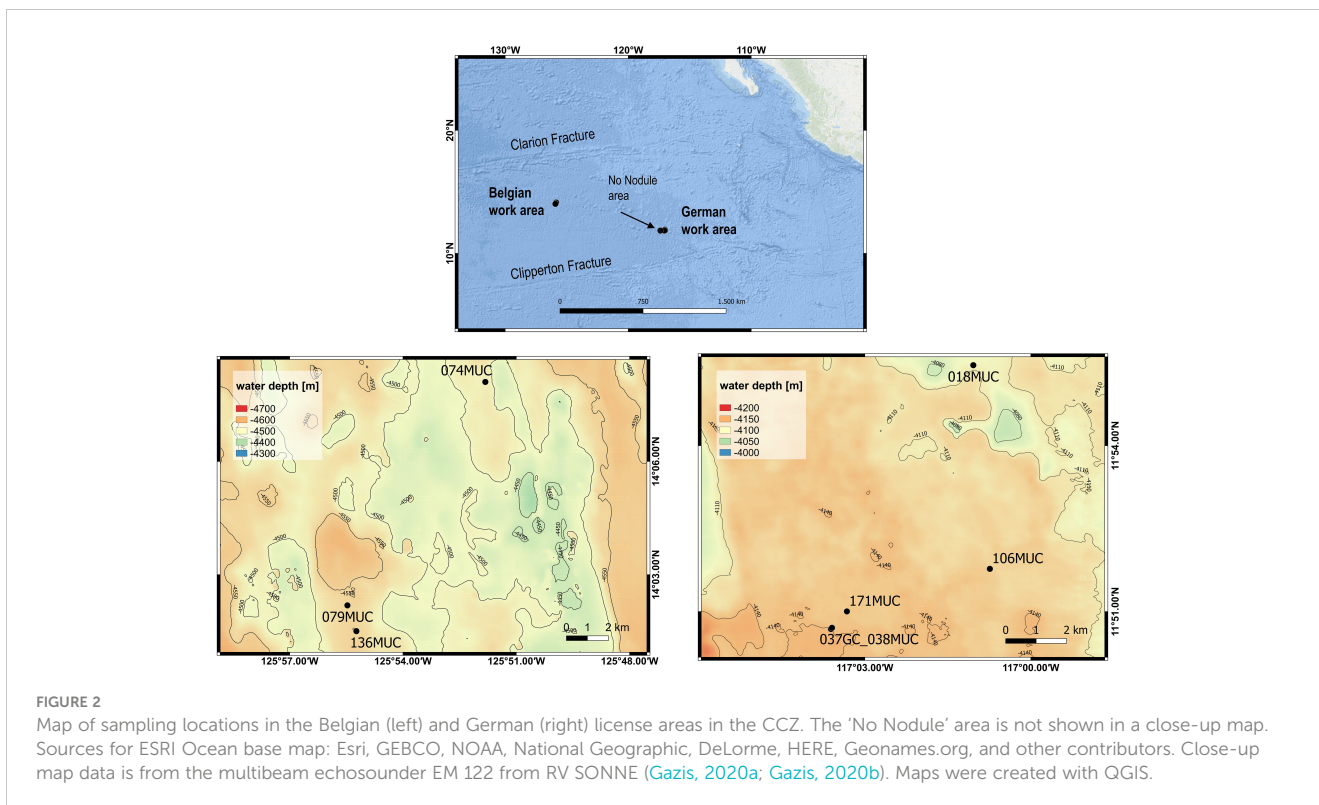 130°W 120°W 110°W
20°N
10°N
Clarion Fracture
No Nodule
area
Belgian
work area
German
work area
Clipperton Fracture
0 750 1.500 km
water depth [m]
-4700
-4600
-4500
-4400
-4300
074MUC
079MUC
136MUC
0 1 2 km
14°06.00'N
14°03.00'N
125°57.00'W 125°54.00'W 125°51.00'W 125°48.00'W
water depth [m]
-4200
-4150
-4100
-4050
-4000
018MUC
106MUC
171MUC
037GC_038MUC
0 1 2 km
11°54.00'N
11°51.00'N
117°03.00'W 117°00.00'W
FIGURE 2
Map of sampling locations in the Belgian (left) and German (right) license areas in the CCZ. The ‘No Nodule’ area is not shown in a close-up map.
Sources for ESRI Ocean base map: Esri, GEBCO, NOAA, National Geographic, DeLorme, HERE, Geonames.org, and other contributors. Close-up
map data is from the multibeam echosounder EM 122 from RV SONNE (Gazis, 2020a; Gazis, 2020b). Maps were created with QGIS.